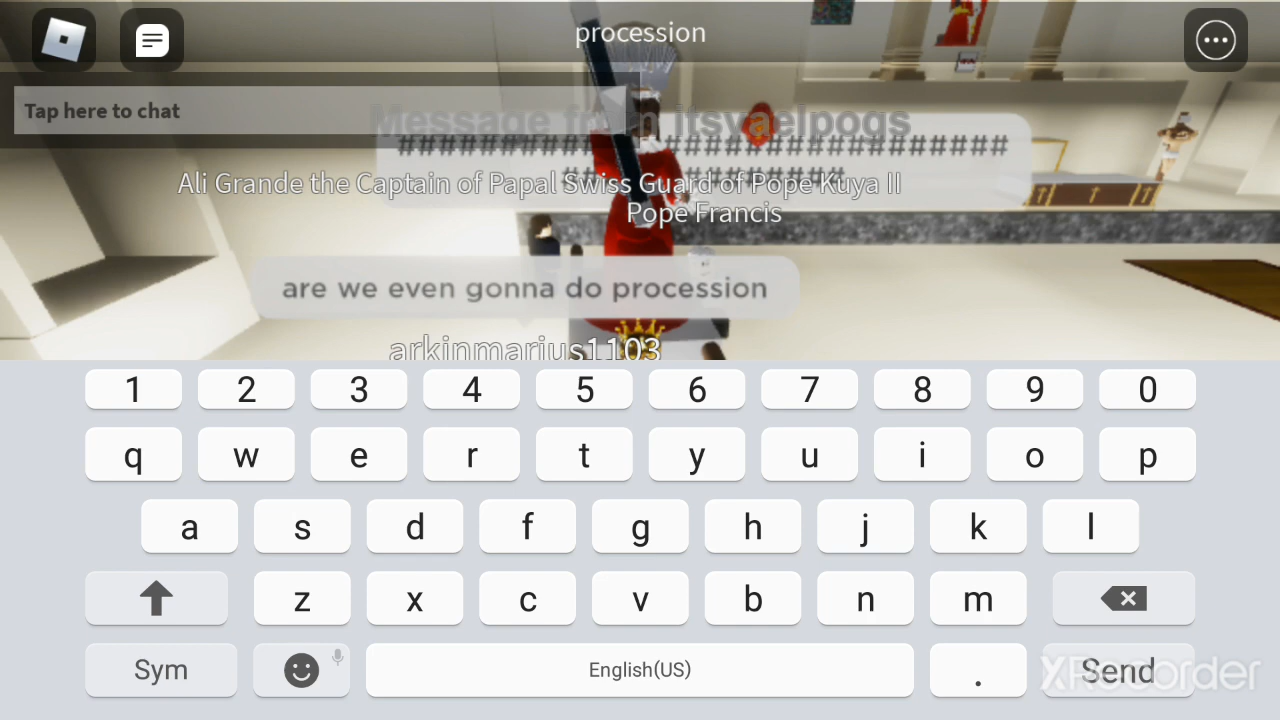 procession
Tap here to chat
Message from itsyaelpogs
Ali Grande the Captain of Papal Swiss Guard of Pope Kuya II
Pope Francis
are we even gonna do procession
arkinmarius1103
1 2 3 4 5 6 7 8 9 0
q w e r t y u i o p
a s d f g h j k l
z x c v b n m
Sym English(US) . Send
XRecorder